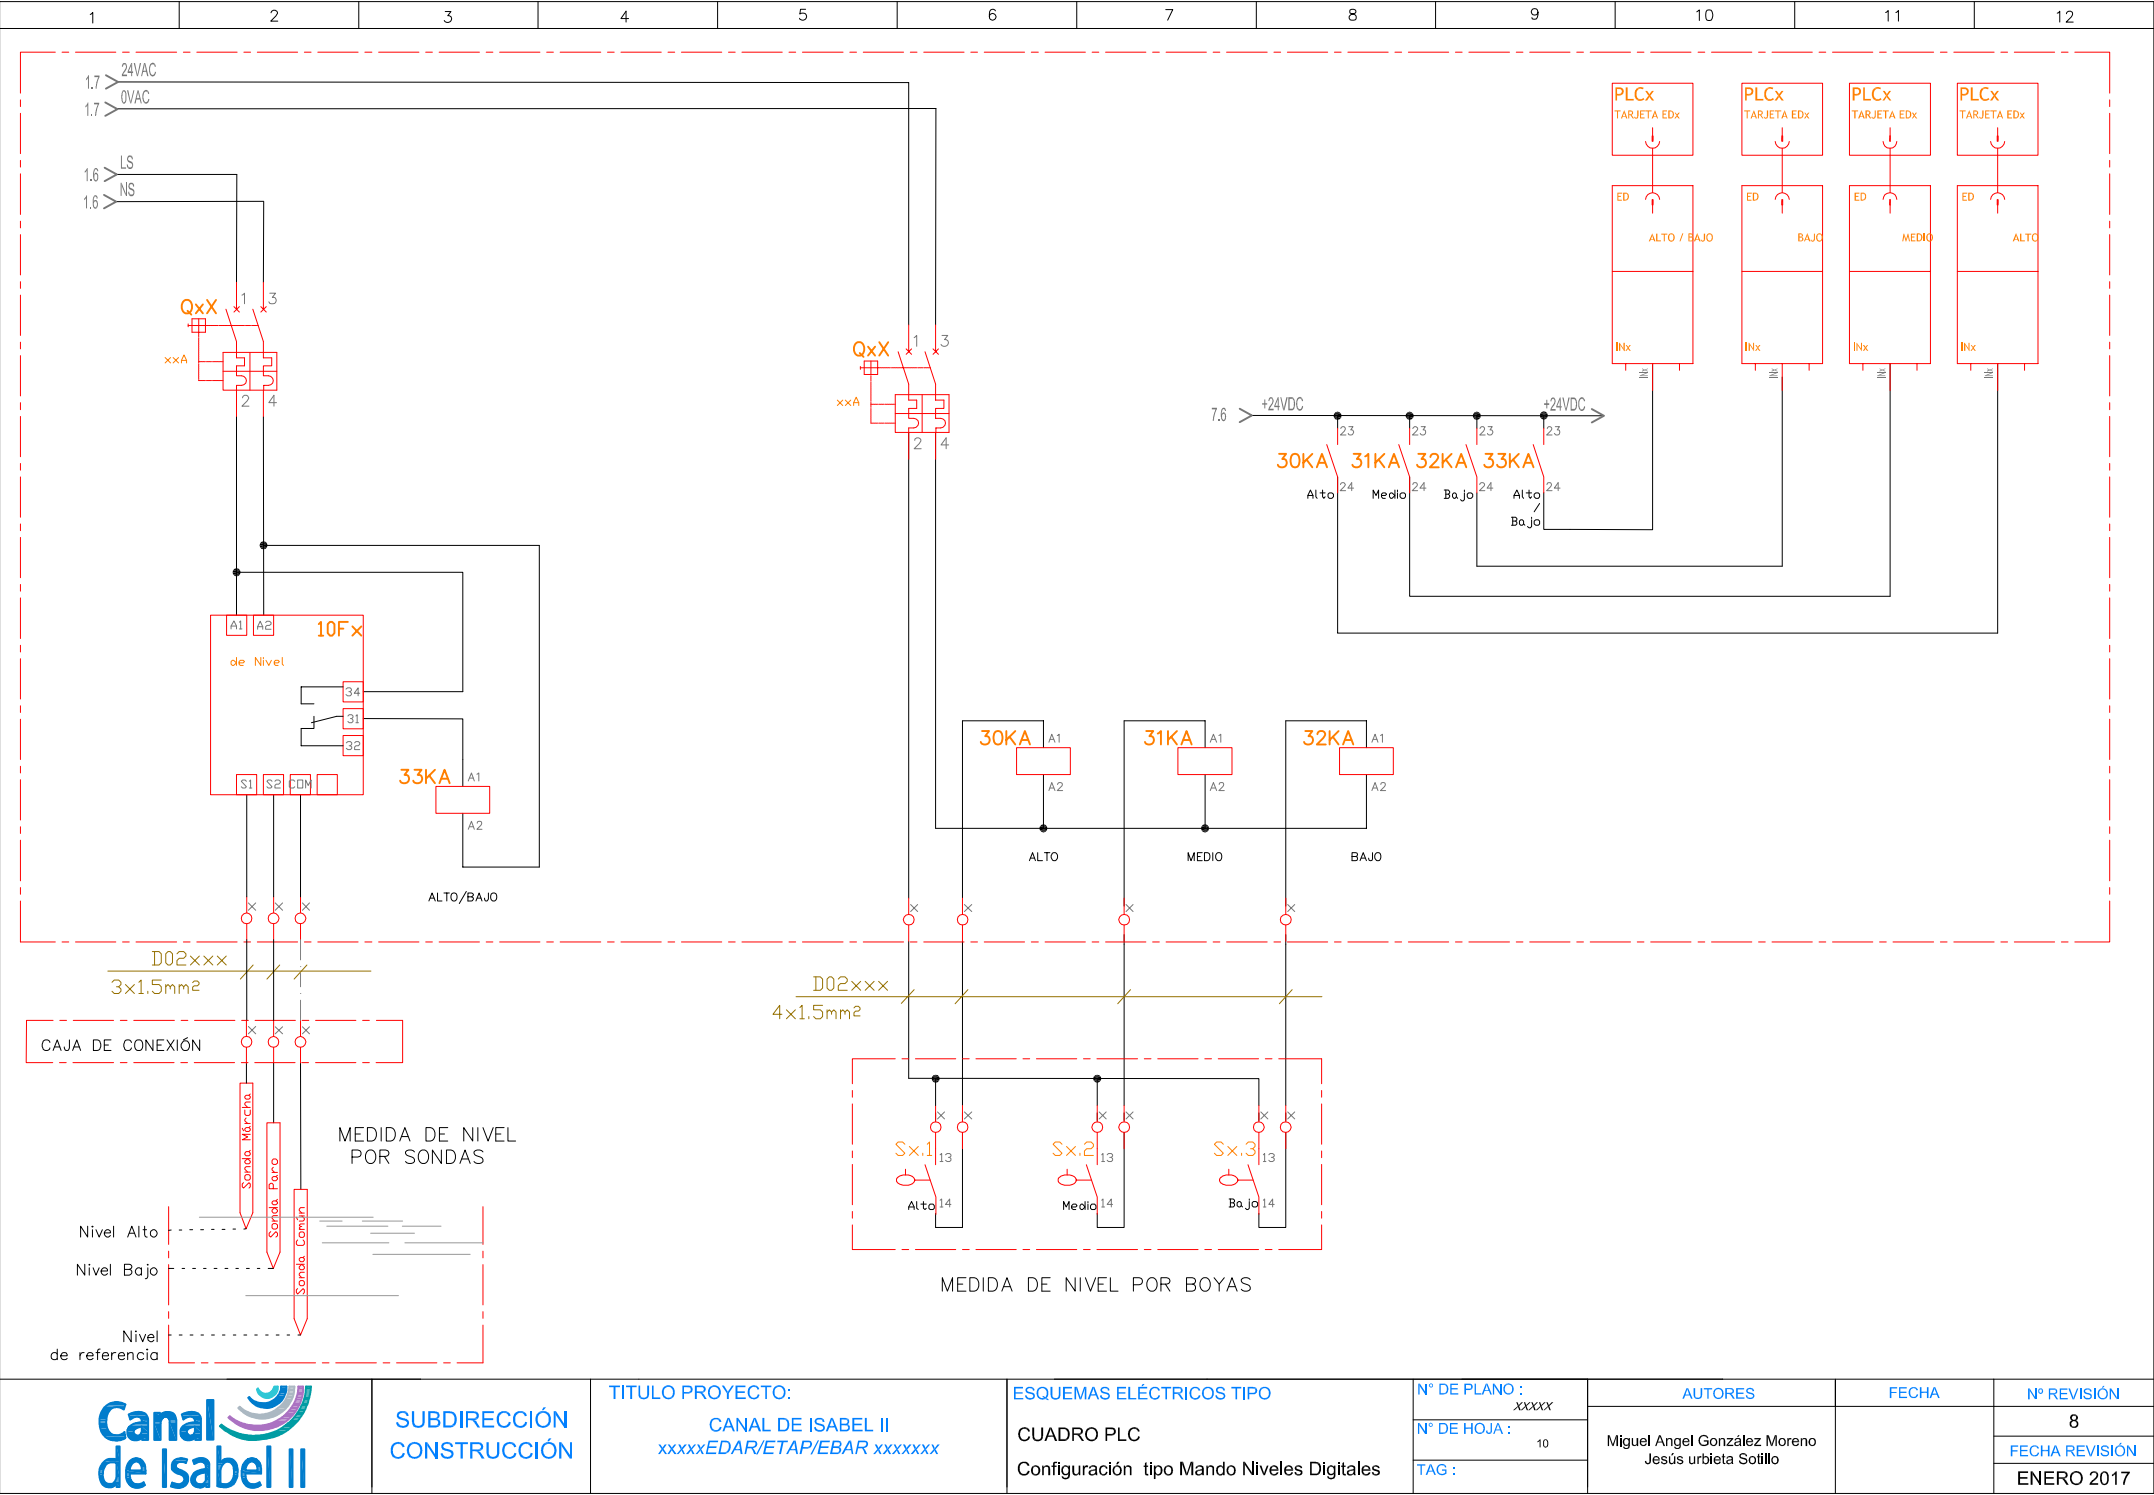 1 2 3 4 5 6 7 8 9 10 11 12
1.7 24VAC
1.7 0VAC
1.6 LS
1.6 NS
QxX 1 3
xxA
2 4
A1 A2 10Fx
de Nivel
34
31
32
S1 S2 COM
33KA A1
A2
ALTO/BAJO
x x x
D02xxx
3x1.5mm²
x x x
CAJA DE CONEXIÓN
Sonda Márcha
Sonda Paro
Sonda Común
MEDIDA DE NIVEL
POR SONDAS
Nivel Alto
Nivel Bajo
Nivel
de referencia
QxX 1 3
xxA
2 4
30KA A1
A2
ALTO
31KA A1
A2
MEDIO
32KA A1
A2
BAJO
x x x x
D02xxx
4x1.5mm²
x x x x x x
Sx.1 13
Alto 14
Sx.2 13
Medio 14
Sx.3 13
Bajo 14
MEDIDA DE NIVEL POR BOYAS
PLCx PLCx PLCx PLCx
TARJETA EDx TARJETA EDx TARJETA EDx TARJETA EDx
ED ED ED ED
ALTO / BAJO BAJO MEDIO ALTO
INx INx INx INx
INx INx INx INx
7.6 +24VDC +24VDC
23 23 23 23
30KA 31KA 32KA 33KA
24 24 24 24
Alto Medio Bajo Alto
/
Bajo
Canal
de Isabel II
SUBDIRECCIÓN
CONSTRUCCIÓN
TITULO PROYECTO:
CANAL DE ISABEL II
xxxxxEDAR/ETAP/EBAR xxxxxxx
ESQUEMAS ELÉCTRICOS TIPO
CUADRO PLC
Configuración tipo Mando Niveles Digitales
N° DE PLANO :
XXXXX
N° DE HOJA :
10
TAG :
AUTORES
Miguel Angel González Moreno
Jesús urbieta Sotillo
FECHA
Nº REVISIÓN
8
FECHA REVISIÓN
ENERO 2017